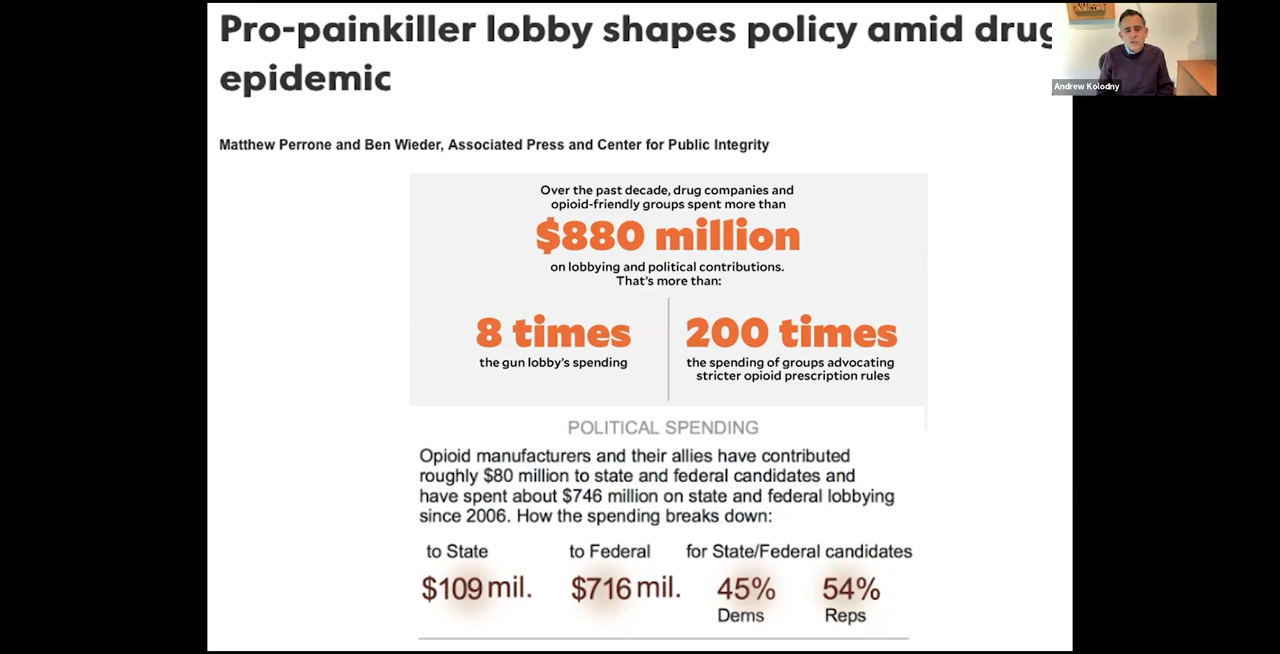 Pro-painkiller lobby shapes policy amid drug
epidemic
Andrew Kolodny
Matthew Perrone and Ben Wieder, Associated Press and Center for Public Integrity
Over the past decade, drug companies and
opioid-friendly groups spent more than
$880 million
on lobbying and political contributions.
That's more than:
8 times
the gun lobby's spending
200 times
the spending of groups advocating
stricter opioid prescription rules
POLITICAL SPENDING
Opioid manufacturers and their allies have contributed
roughly $80 million to state and federal candidates and
have spent about $746 million on state and federal lobbying
since 2006. How the spending breaks down:
to State
$109 mil.
to Federal
$716 mil.
for State/Federal candidates
45%
Dems
54%
Reps